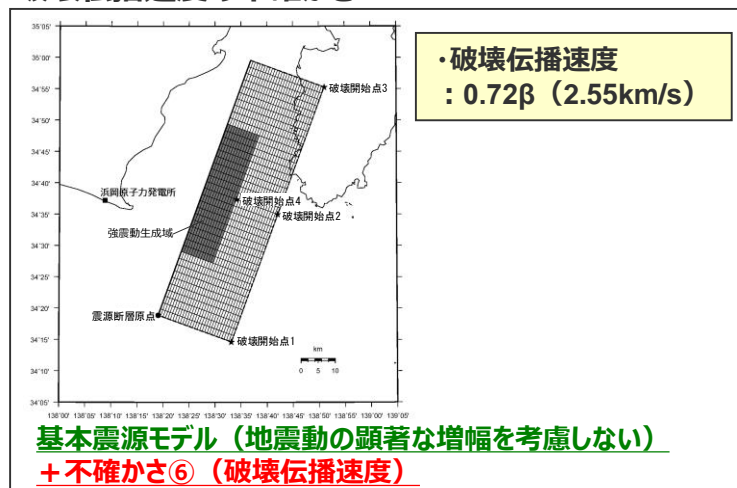 ・破壊伝播速度
：0.72β（2.55km/s）
35˚05'
35˚00'
破壊開始点3
34˚55'
34˚50'
34˚45'
34˚40'
浜岡原子力発電所
破壊開始点4
34˚35'
破壊開始点2
強震動生成域
34˚30'
34˚25'
34˚20'
震源断層原点
34˚15'
破壊開始点1
km
0 5 10
34˚10'
34˚05'
138˚00' 138˚05' 138˚10' 138˚15' 138˚20' 138˚25' 138˚30' 138˚35' 138˚40' 138˚45' 138˚50' 138˚55' 139˚00' 139˚05'
基本震源モデル（地震動の顕著な増幅を考慮しない）
＋不確かさ⑥（破壊伝播速度）